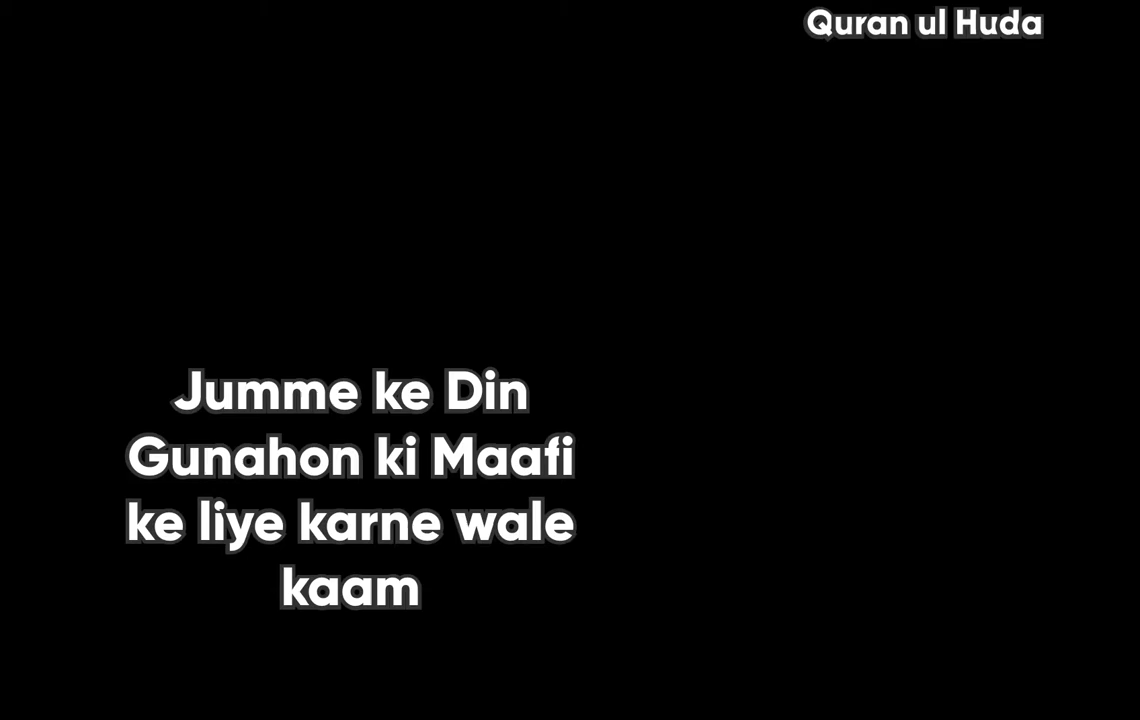 Quran ul Huda
Jumme ke Din
Gunahon ki Maafi
ke liye karne wale
kaam